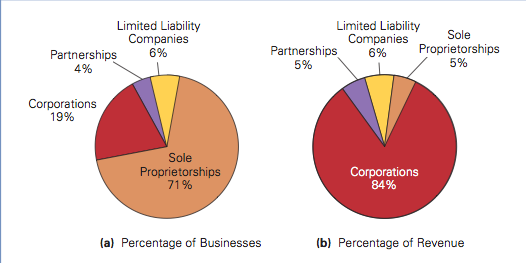 Limited Liability
Companies
6%
Partnerships
4%
Corporations
19%
Sole
Proprietorships
71%
(a) Percentage of Businesses
Limited Liability
Companies
6%
Sole
Proprietorships
5%
Partnerships
5%
Corporations
84%
(b) Percentage of Revenue